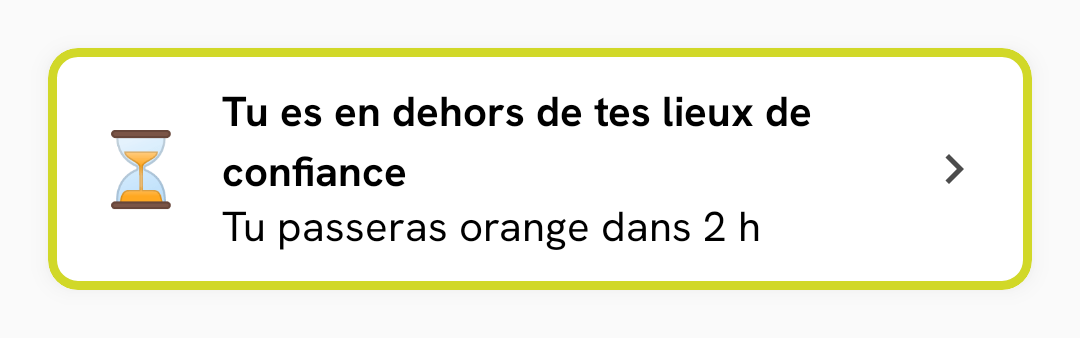 Tu es en dehors de tes lieux de
confiance
Tu passeras orange dans 2 h